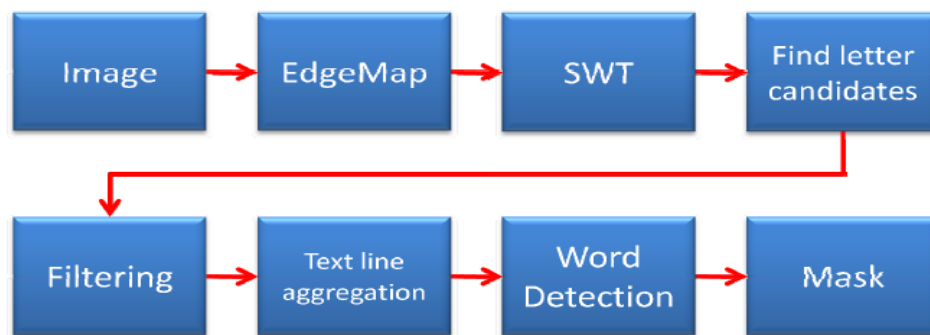 Image
EdgeMap
SWT
Find letter
candidates
Filtering
Text line
aggregation
Word
Detection
Mask